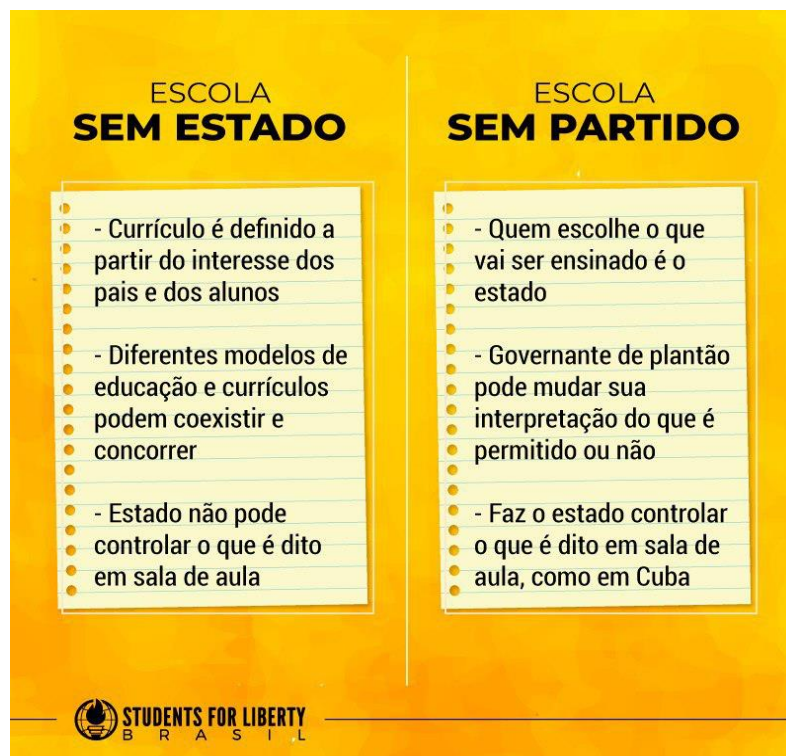 ESCOLA
SEM ESTADO
- Currículo é definido a
partir do interesse dos
pais e dos alunos
- Diferentes modelos de
educação e currículos
podem coexistir e
concorrer
- Estado não pode
controlar o que é dito
em sala de aula
ESCOLA
SEM PARTIDO
- Quem escolhe o que
vai ser ensinado é o
estado
- Governante de plantão
pode mudar sua
interpretação do que é
permitido ou não
- Faz o estado controlar
o que é dito em sala de
aula, como em Cuba
STUDENTS FOR LIBERTY
BRASIL